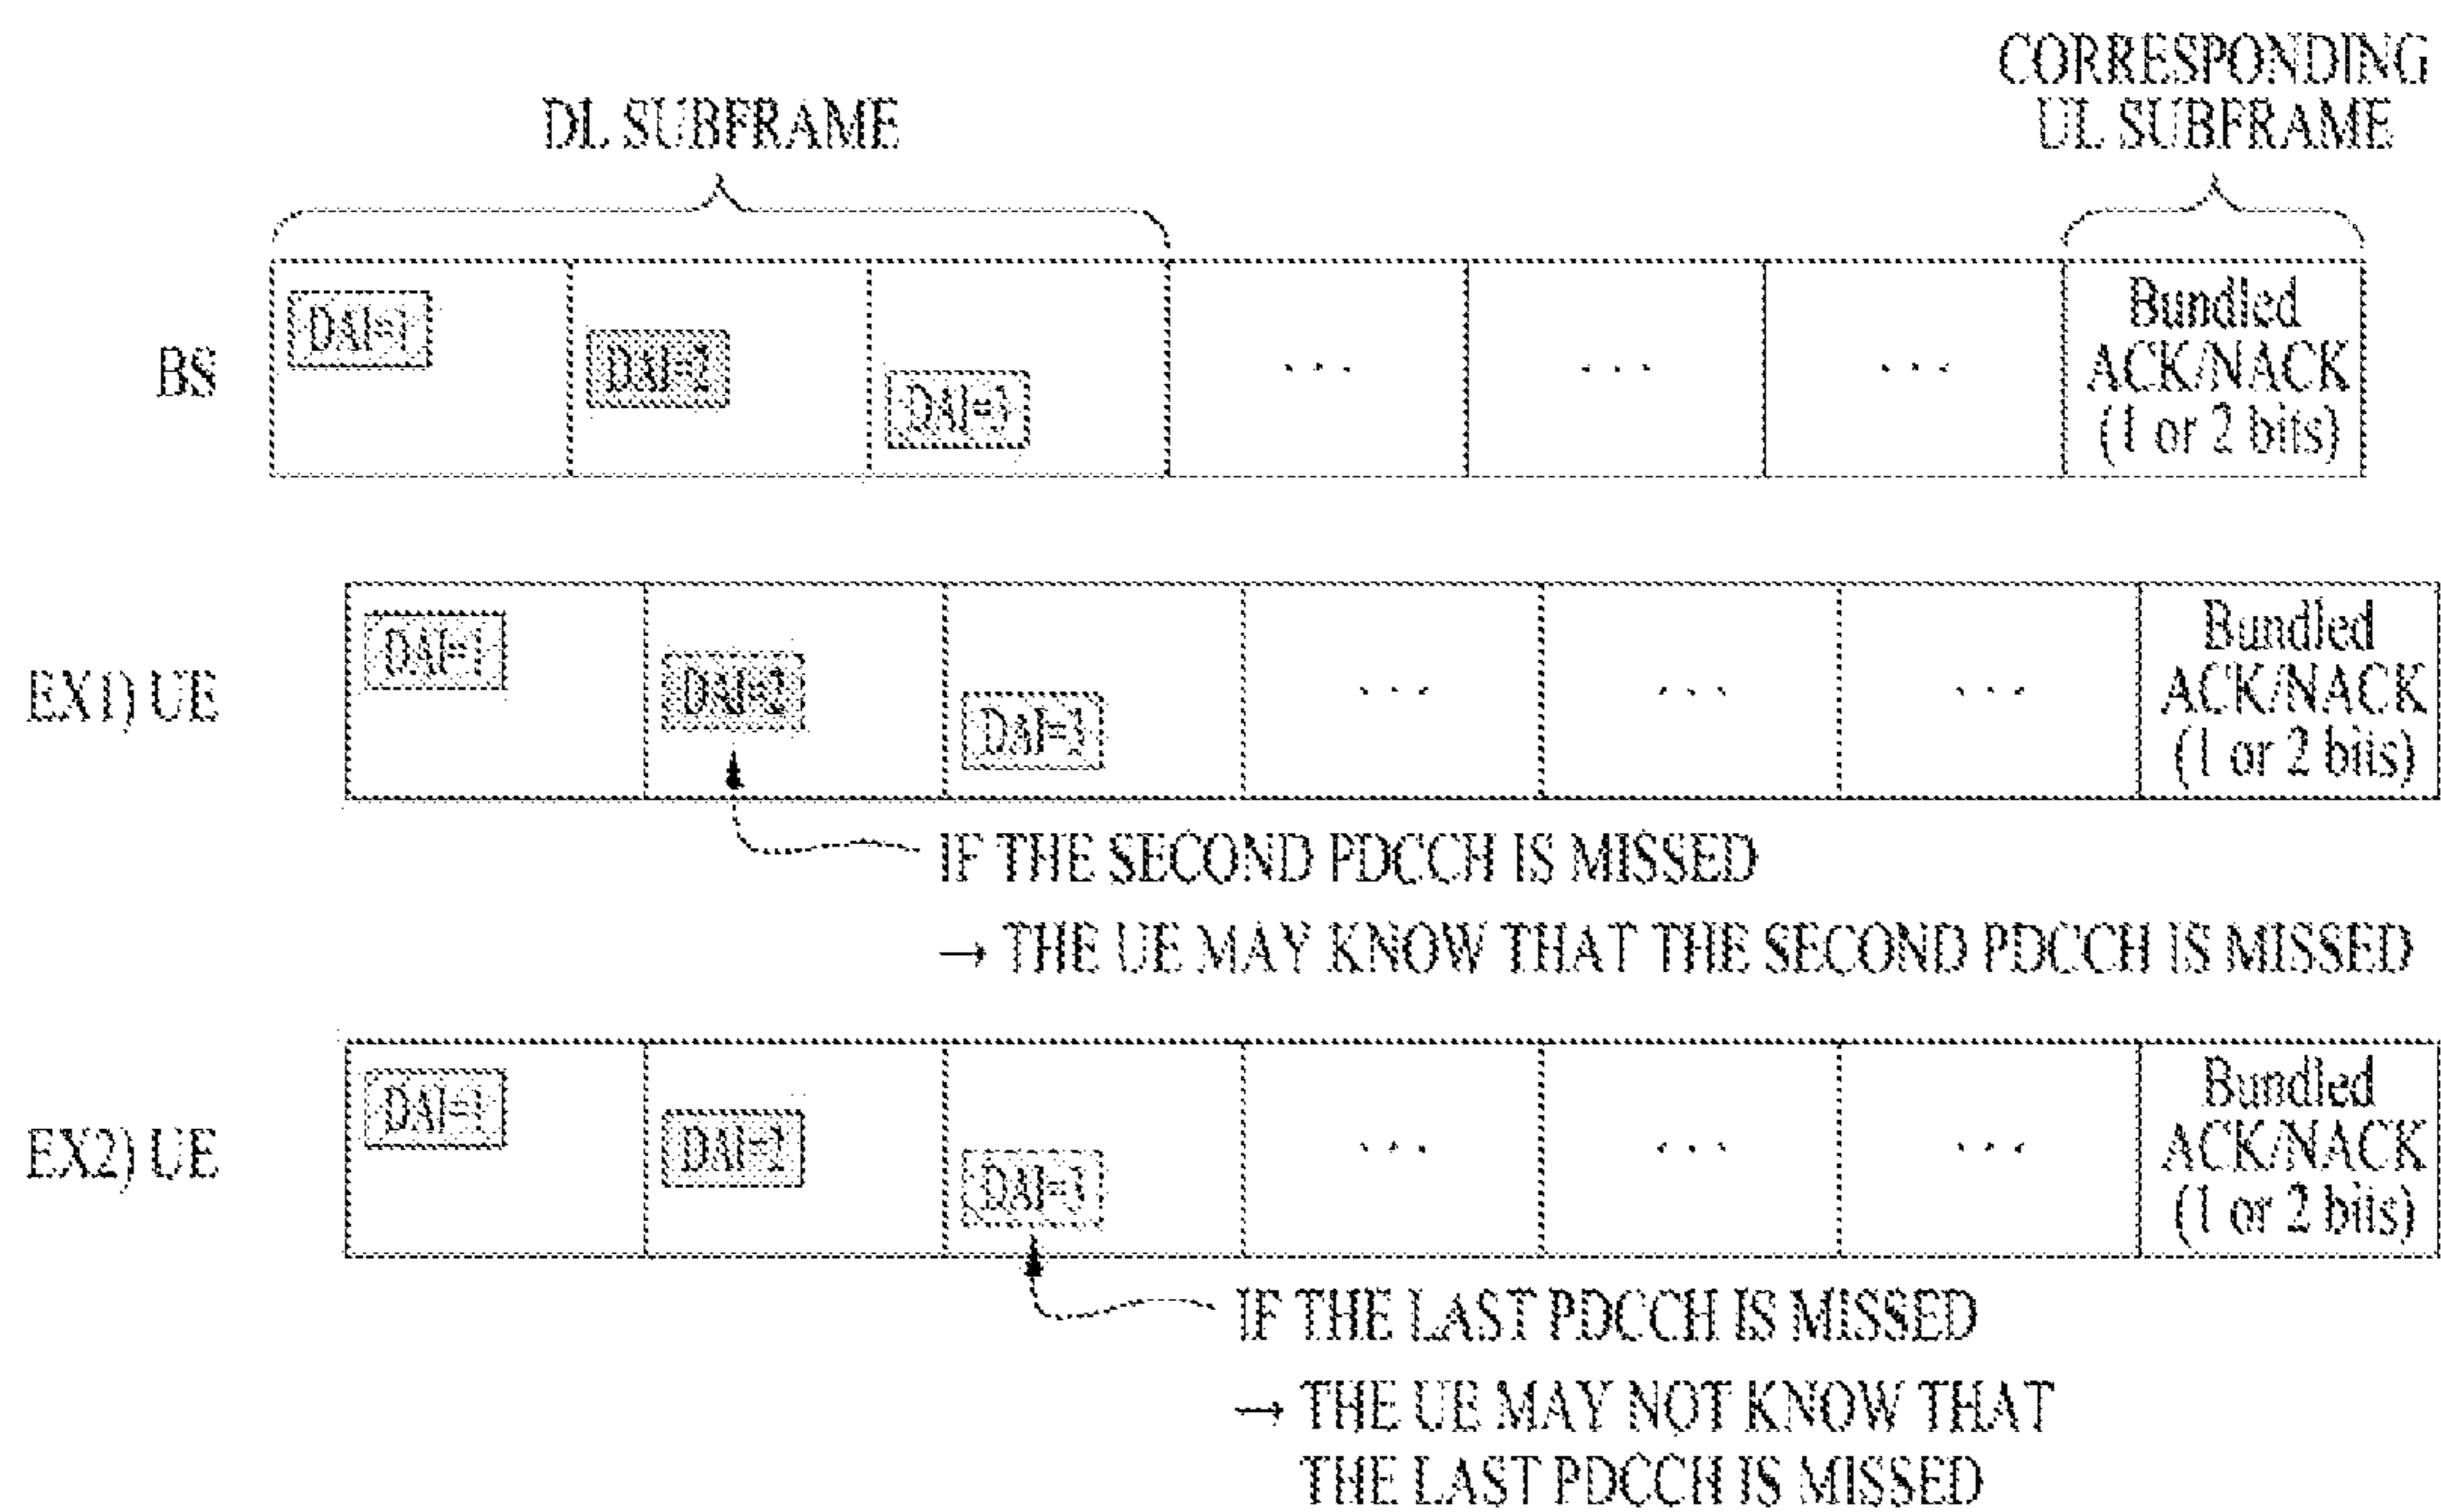 CORRESPONDING
UL SUBFRAME
DL SUBFRAME
BS
DAI=1
DAI=2
DAI=3
...
...
...
Bundled
ACK/NACK
(1 or 2 bits)
EX1) UE
DAI=1
DAI=2
DAI=3
...
...
...
Bundled
ACK/NACK
(1 or 2 bits)
IF THE SECOND PDCCH IS MISSED
→ THE UE MAY KNOW THAT THE SECOND PDCCH IS MISSED
EX2) UE
DAI=1
DAI=2
DAI=3
...
...
...
Bundled
ACK/NACK
(1 or 2 bits)
IF THE LAST PDCCH IS MISSED
→ THE UE MAY NOT KNOW THAT
THE LAST PDCCH IS MISSED